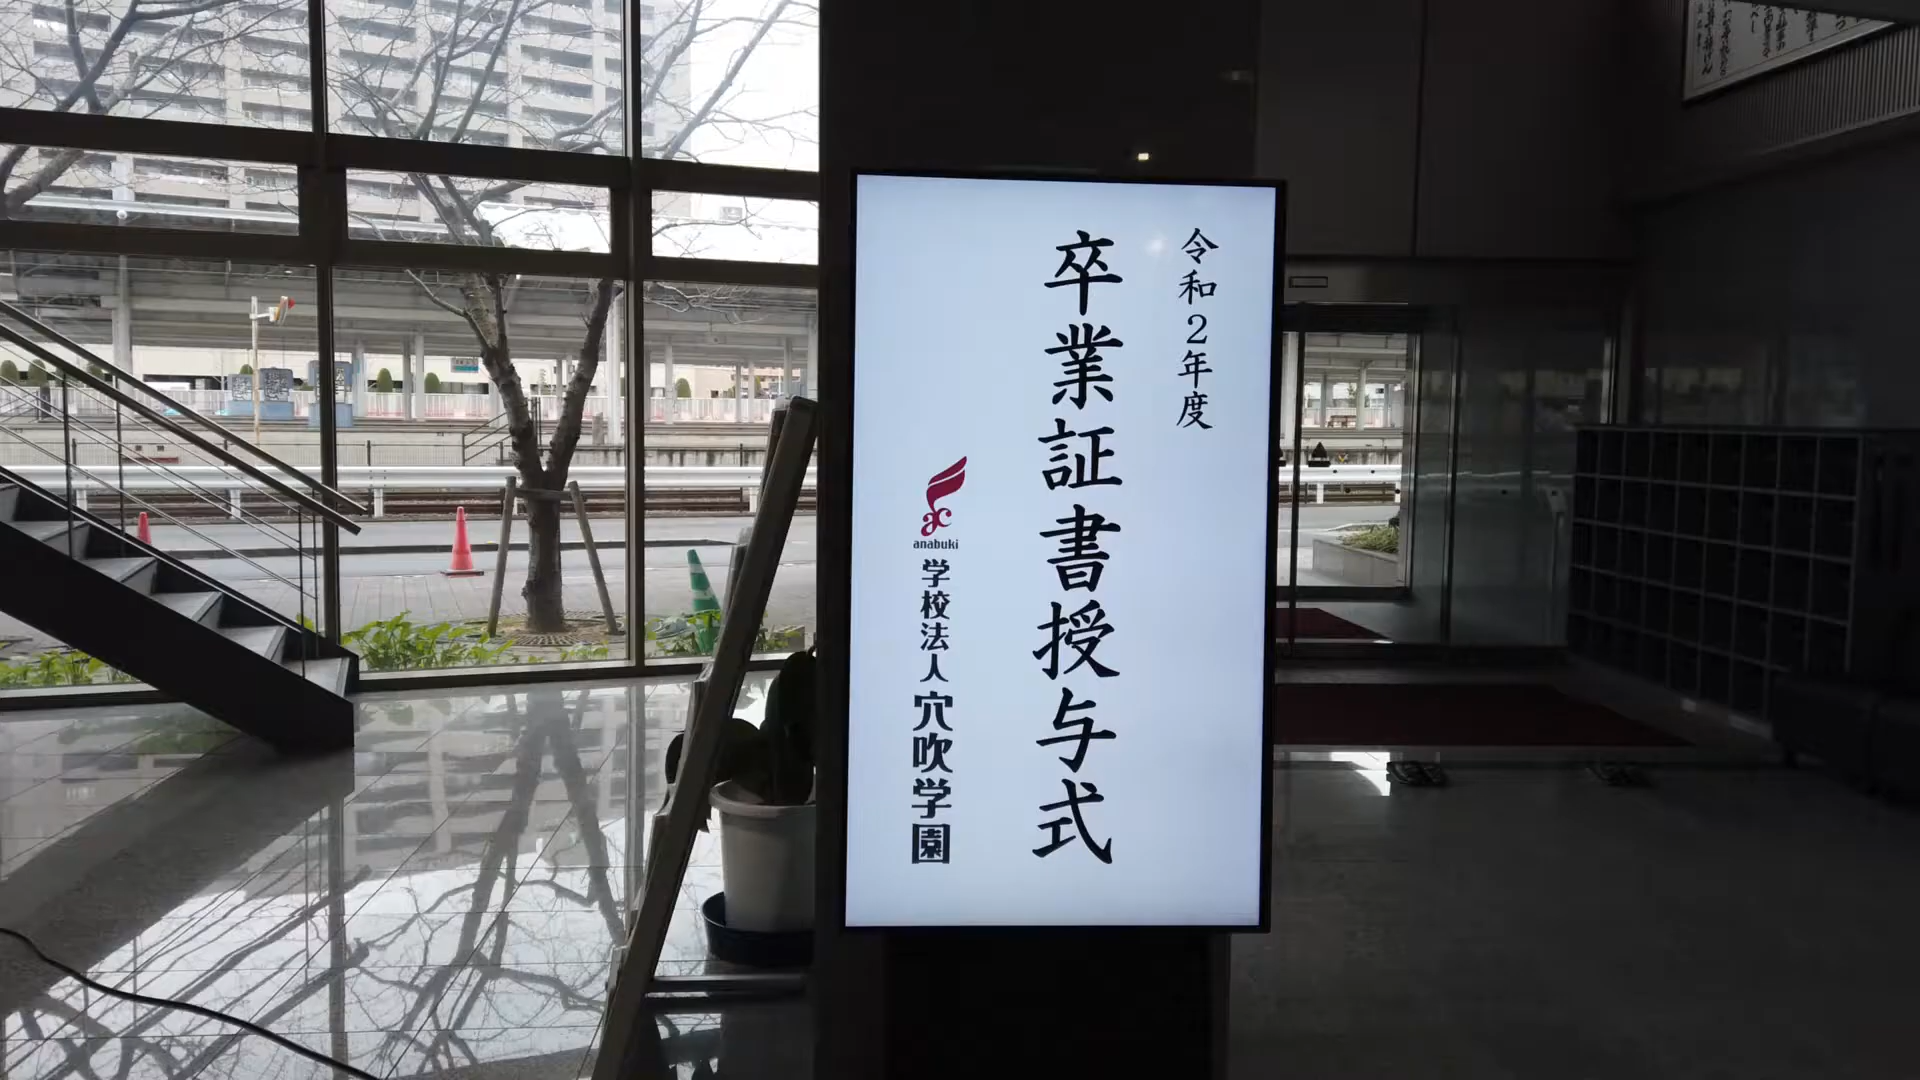 令和2年度
卒業証書授与式
anabuki
学校法人 穴吹学園